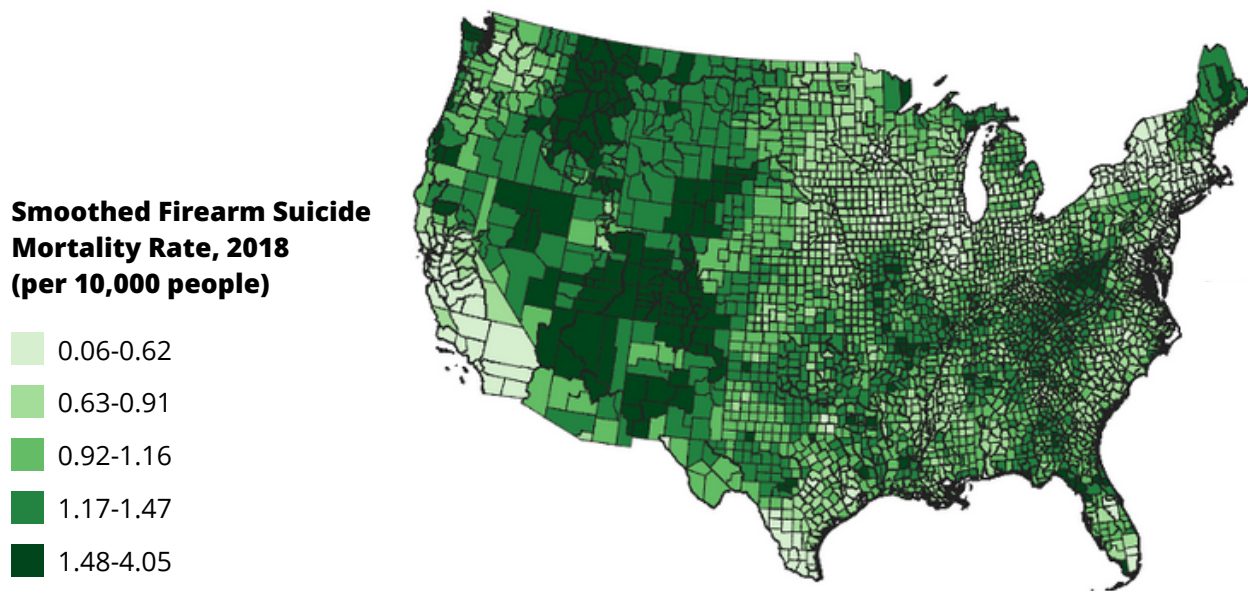 Smoothed Firearm Suicide
Mortality Rate, 2018
(per 10,000 people)
0.06-0.62
0.63-0.91
0.92-1.16
1.17-1.47
1.48-4.05